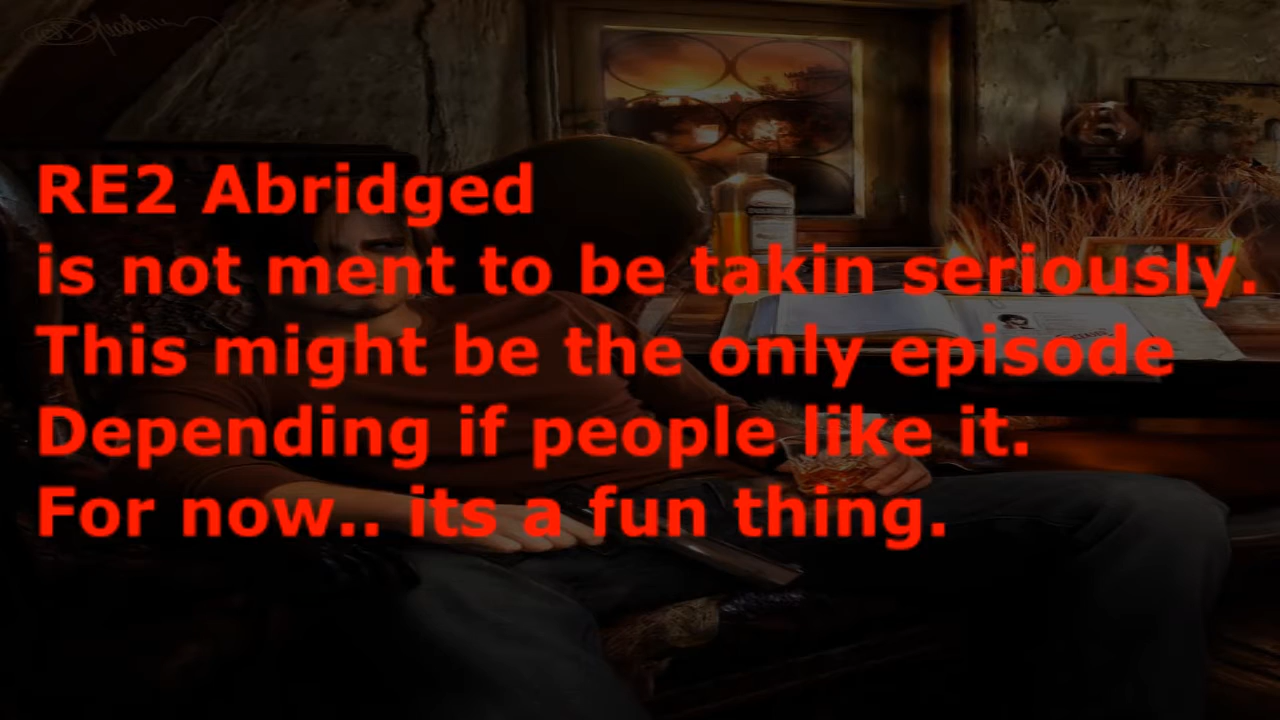 RE2 Abridged
is not ment to be takin seriously.
This might be the only episode
Depending if people like it.
For now.. its a fun thing.